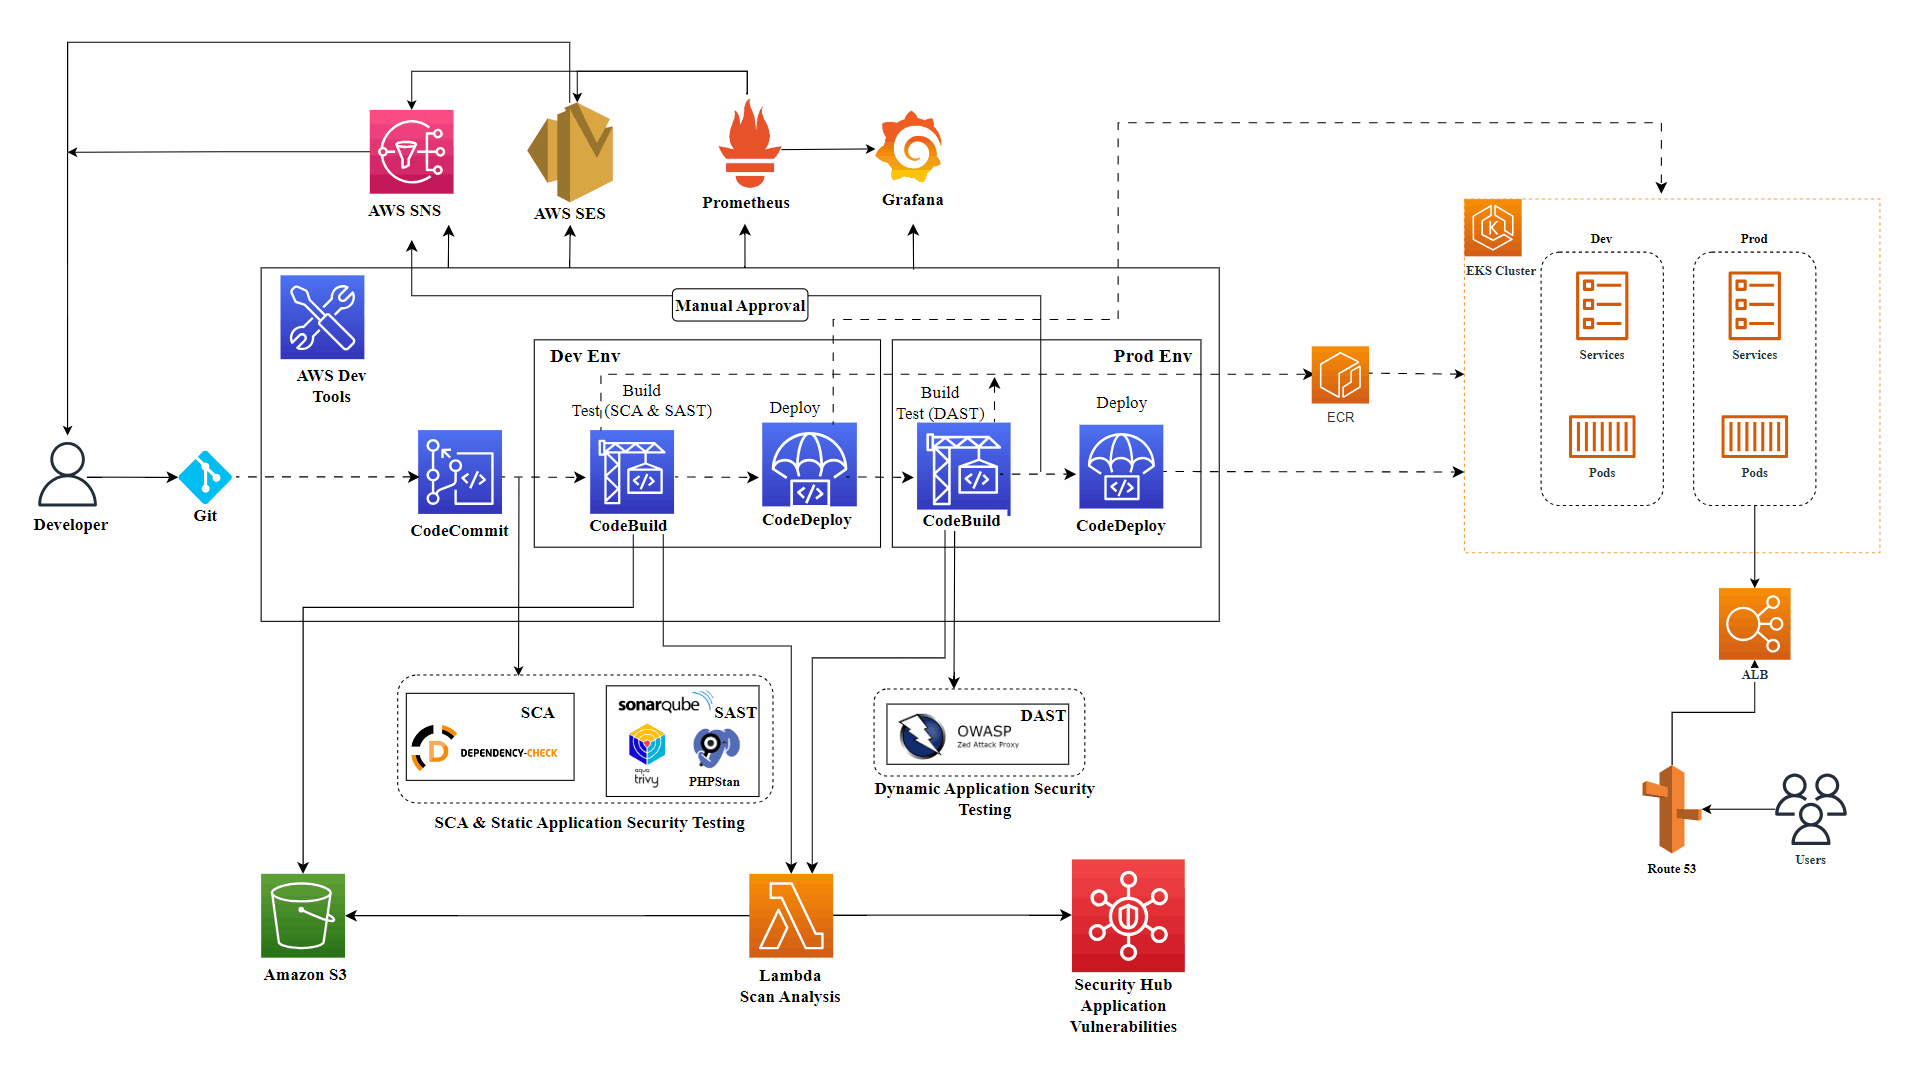 AWS SNS
AWS SES
Prometheus
Grafana
Manual Approval
AWS Dev
Tools
Dev Env
Build
Test (SCA & SAST)
Deploy
Prod Env
Build
Test (DAST)
Deploy
Developer
Git
CodeCommit
CodeBuild
CodeDeploy
CodeBuild
CodeDeploy
ECR
EKS Cluster
K
Dev
Services
Pods
Prod
Services
Pods
ALB
Route 53
Users
SCA
D
DEPENDENCY-CHECK
sonarqube
SAST
aqua
trivy
PHPStan
SCA & Static Application Security Testing
DAST
OWASP
Zed Attack Proxy
Dynamic Application Security
Testing
Amazon S3
Lambda
Scan Analysis
Security Hub
Application
Vulnerabilities